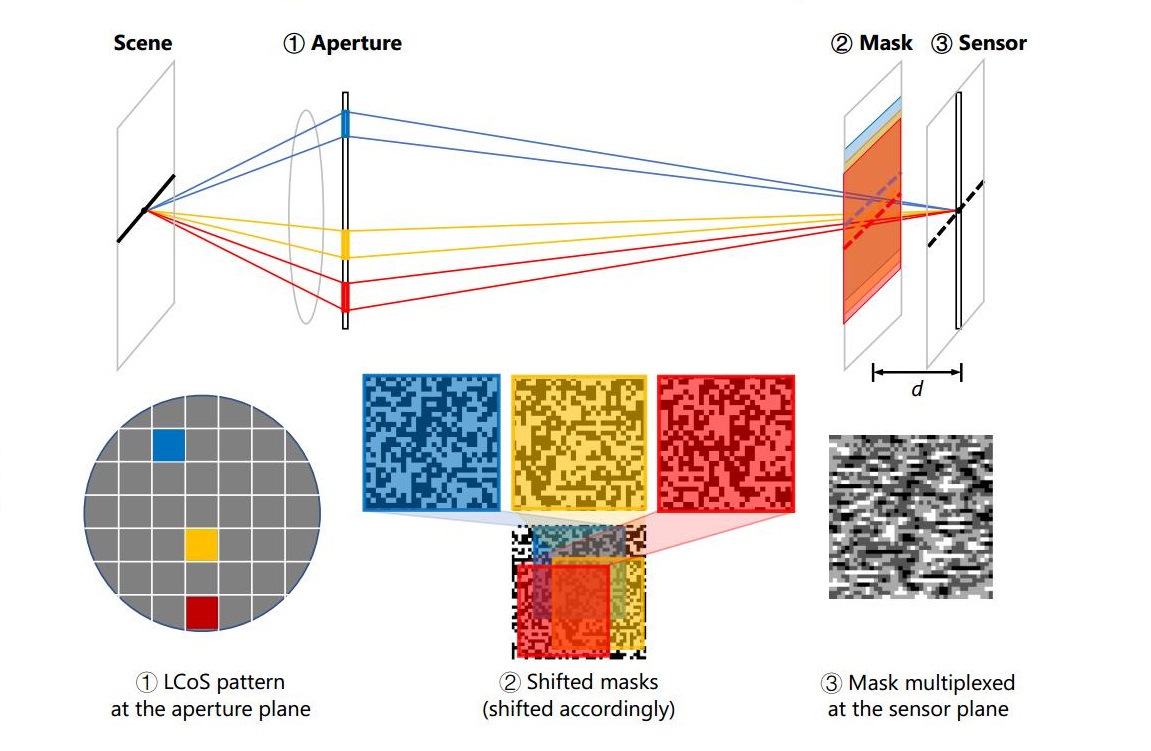 Scene
① Aperture
② Mask
③ Sensor
d
① LCoS pattern
at the aperture plane
② Shifted masks
(shifted accordingly)
③ Mask multiplexed
at the sensor plane